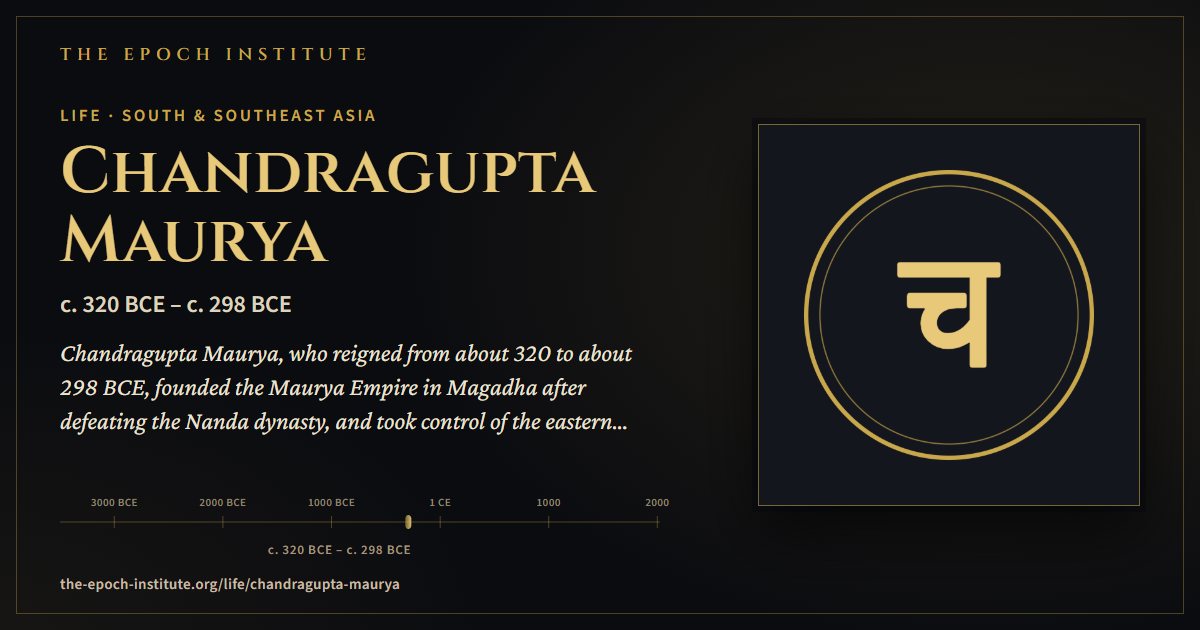 THE EPOCH INSTITUTE
LIFE · SOUTH & SOUTHEAST ASIA
CHANDRAGUPTA
MAURYA
c. 320 BCE – c. 298 BCE
Chandragupta Maurya, who reigned from about 320 to about
298 BCE, founded the Maurya Empire in Magadha after
defeating the Nanda dynasty, and took control of the eastern...
च
3000 BCE 2000 BCE 1000 BCE 1 CE 1000 2000
c. 320 BCE – c. 298 BCE
the-epoch-institute.org/life/chandragupta-maurya